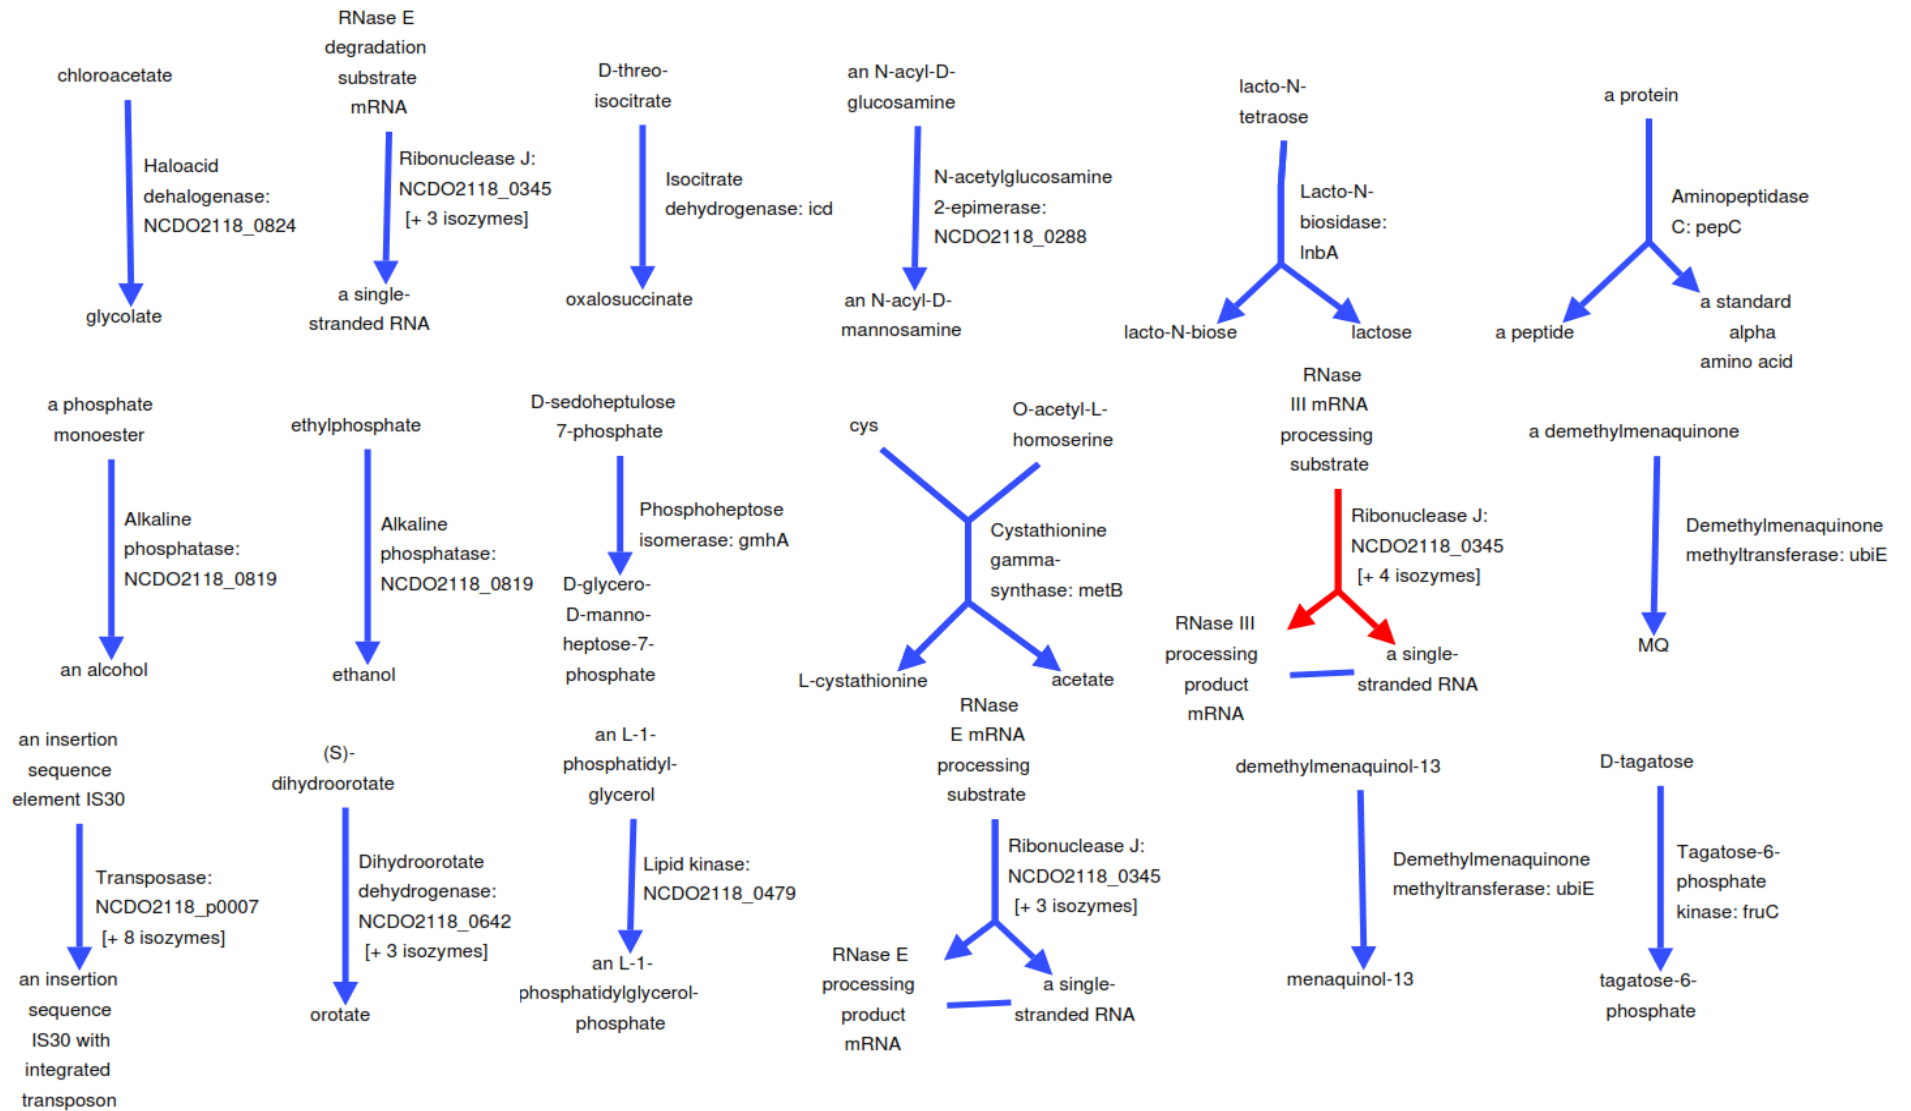 chloroacetate
Haloacid
dehalogenase:
NCDO2118_0824
glycolate
RNase E
degradation
substrate
mRNA
Ribonuclease J:
NCDO2118_0345
[+ 3 isozymes]
a single-
stranded RNA
D-threo-
isocitrate
Isocitrate
dehydrogenase: icd
oxalosuccinate
an N-acyl-D-
glucosamine
N-acetylglucosamine
2-epimerase:
NCDO2118_0288
an N-acyl-D-
mannosamine
lacto-N-
tetraose
Lacto-N-
biosidase:
lnbA
lacto-N-biose
lactose
a protein
Aminopeptidase
C: pepC
a peptide
a standard
alpha
amino acid
a phosphate
monoester
Alkaline
phosphatase:
NCDO2118_0819
an alcohol
ethylphosphate
Alkaline
phosphatase:
NCDO2118_0819
ethanol
D-sedoheptulose
7-phosphate
Phosphoheptose
isomerase: gmhA
D-glycero-
D-manno-
heptose-7-
phosphate
cys
O-acetyl-L-
homoserine
Cystathionine
gamma-
synthase: metB
L-cystathionine
acetate
RNase
III mRNA
processing
substrate
Ribonuclease J:
NCDO2118_0345
[+ 4 isozymes]
RNase III
processing
product
mRNA
a single-
stranded RNA
a demethylmenaquinone
Demethylmenaquinone
methyltransferase: ubiE
MQ
an insertion
sequence
element IS30
Transposase:
NCDO2118_p0007
[+ 8 isozymes]
an insertion
sequence
IS30 with
integrated
transposon
(S)-
dihydroorotate
Dihydroorotate
dehydrogenase:
NCDO2118_0642
[+ 3 isozymes]
orotate
an L-1-
phosphatidyl-
glycerol
Lipid kinase:
NCDO2118_0479
an L-1-
phosphatidylglycerol-
phosphate
RNase
E mRNA
processing
substrate
Ribonuclease J:
NCDO2118_0345
[+ 3 isozymes]
RNase E
processing
product
mRNA
a single-
stranded RNA
demethylmenaquinol-13
Demethylmenaquinone
methyltransferase: ubiE
menaquinol-13
D-tagatose
Tagatose-6-
phosphate
kinase: fruC
tagatose-6-
phosphate